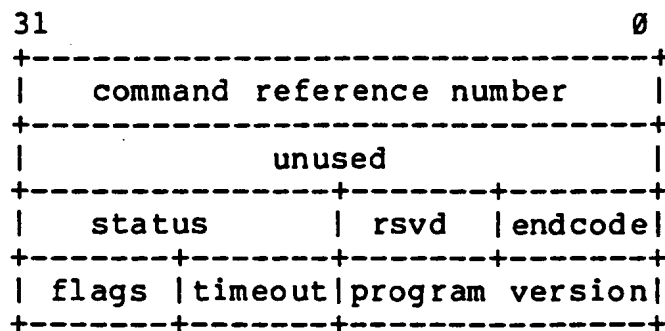 31 0
+-------------------------------+
| command reference number |
+-------------------------------+
| unused |
+---------------+-------+-------+
| status | rsvd |endcode|
+-------+-------+-------+-------+
| flags |timeout|program version|
+-------+-------+---------------+